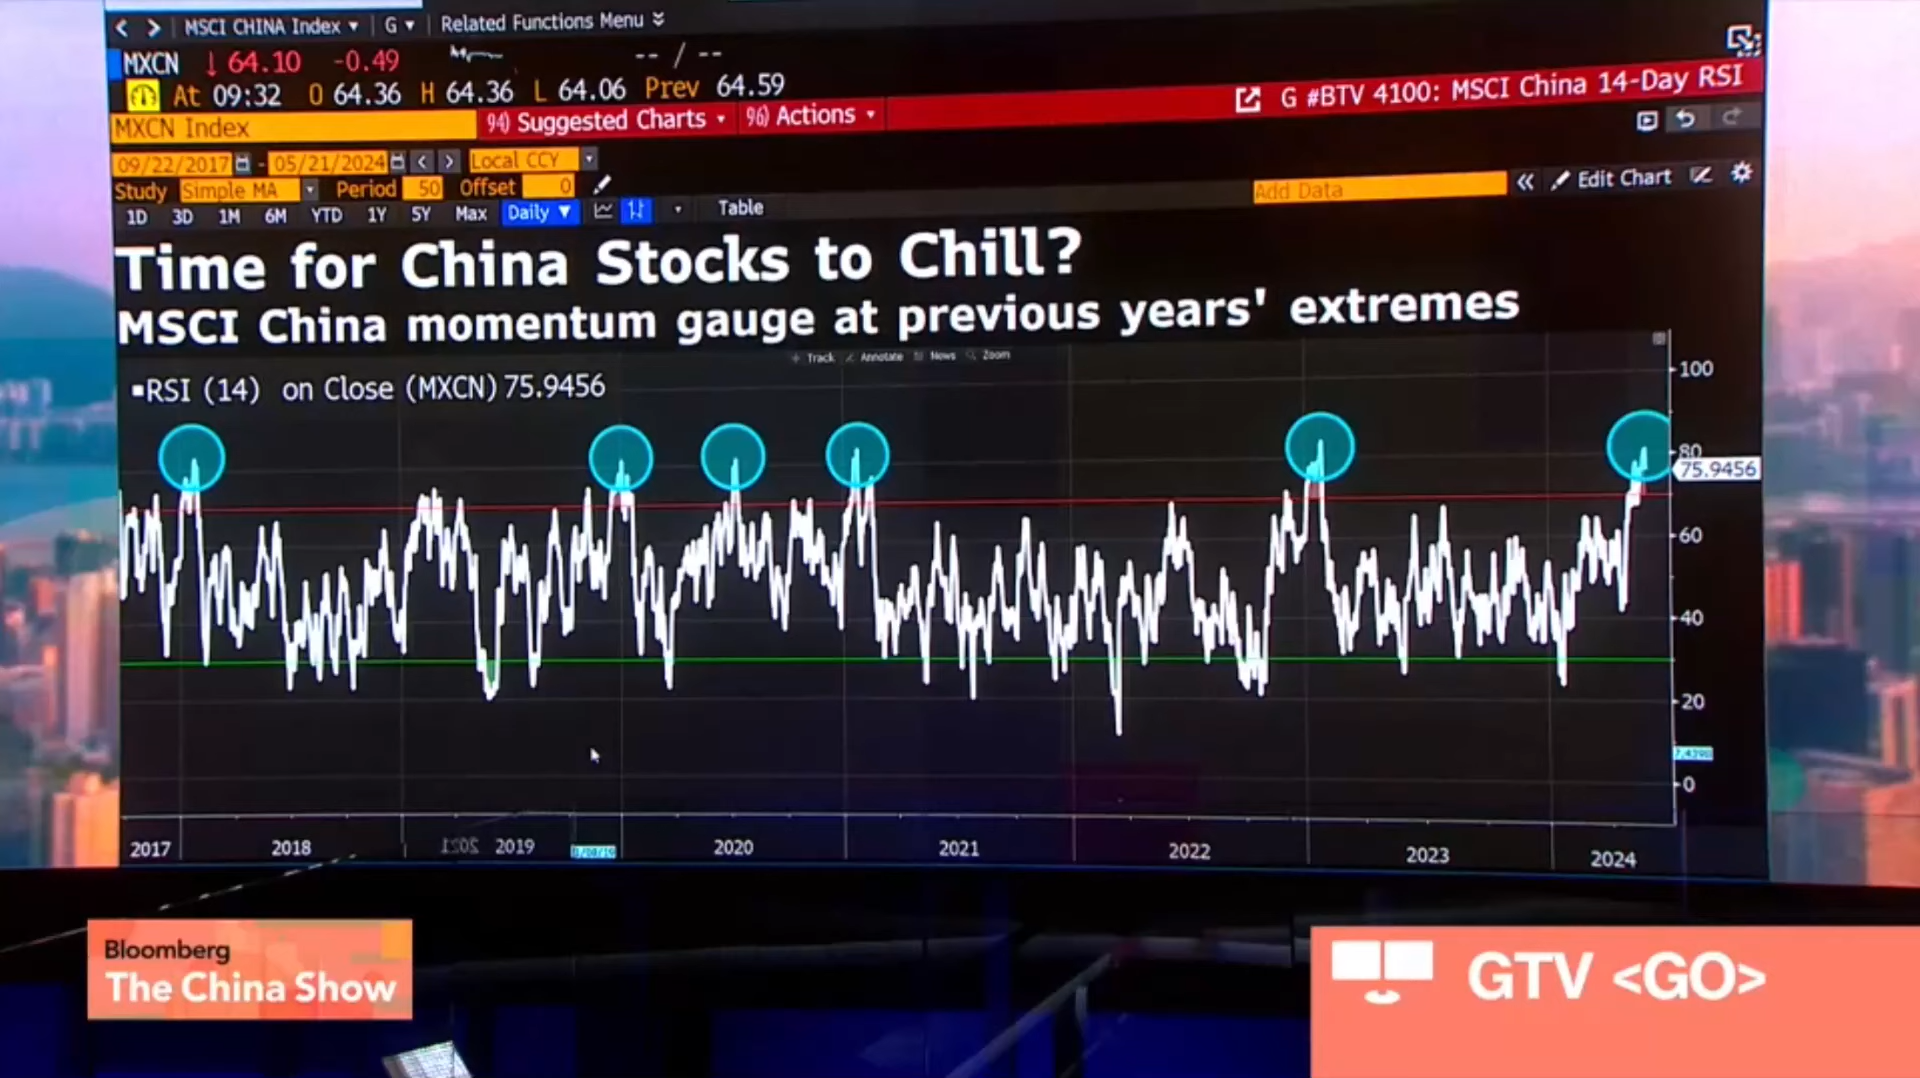 MSCI CHINA Index G Related Functions Menu
MXCN 64.10 -0.49 -- / --
At 09:32 O 64.36 H 64.36 L 64.06 Prev 64.59
G #BTV 4100: MSCI China 14-Day RSI
MXCN Index 94) Suggested Charts 96) Actions
09/22/2017 - 05/21/2024 Local CCY
Study Simple MA Period 50 Offset 0
Add Data « Edit Chart
1D 3D 1M 6M YTD 1Y 5Y Max Daily Table
Time for China Stocks to Chill?
MSCI China momentum gauge at previous years' extremes
+ Track Annotate News Zoom
RSI (14) on Close (MXCN) 75.9456
100
80
75.9456
60
40
20
0
2017 2018 2019 2020 2021 2022 2023 2024
Bloomberg
The China Show
GTV <GO>